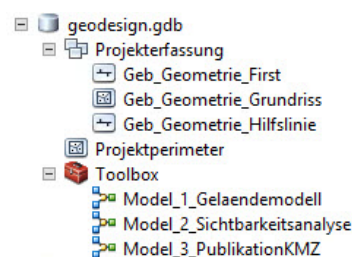 geodesign.gdb
Projekterfassung
Geb_Geometrie_First
Geb_Geometrie_Grundriss
Geb_Geometrie_Hilfslinie
Projektperimeter
Toolbox
Model_1_Gelaendemodell
Model_2_Sichtbarkeitsanalyse
Model_3_PublikationKMZ